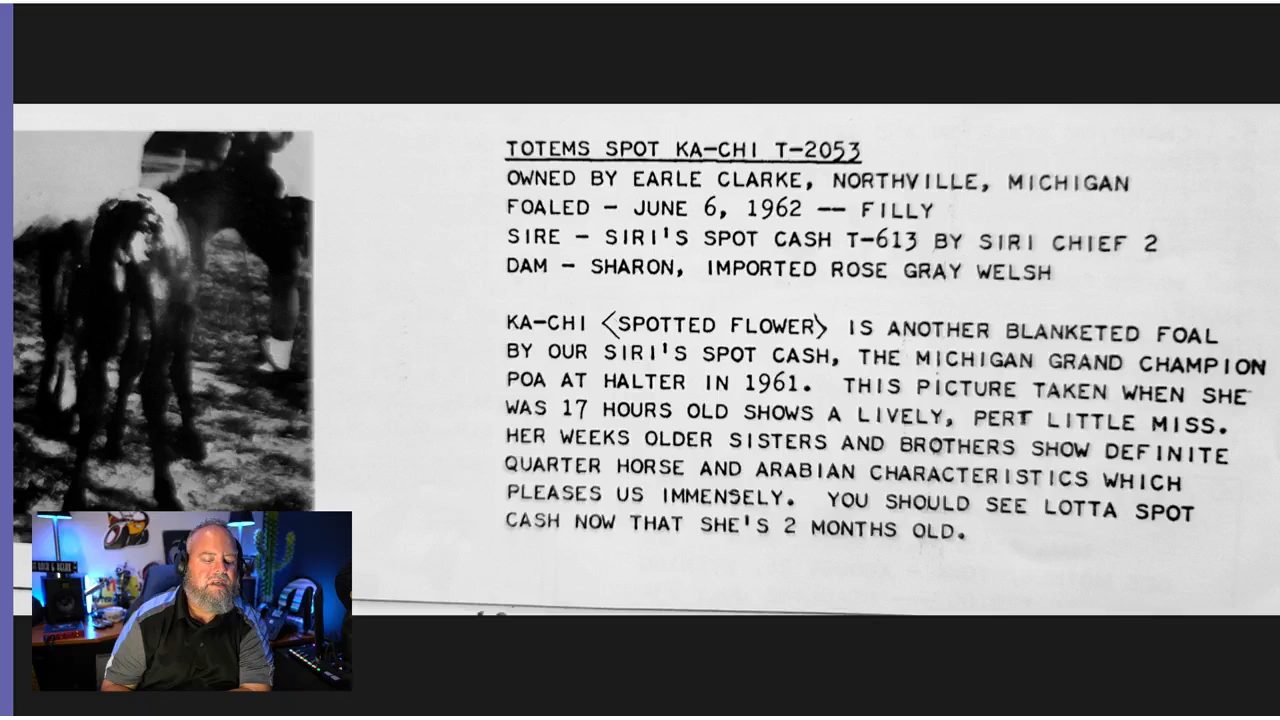 TOTEMS SPOT KA-CHI T-2053
OWNED BY EARLE CLARKE, NORTHVILLE, MICHIGAN
FOALED - JUNE 6, 1962 -- FILLY
SIRE - SIRI'S SPOT CASH T-613 BY SIRI CHIEF 2
DAM - SHARON, IMPORTED ROSE GRAY WELSH
KA-CHI <SPOTTED FLOWER> IS ANOTHER BLANKETED FOAL
BY OUR SIRI'S SPOT CASH, THE MICHIGAN GRAND CHAMPION
POA AT HALTER IN 1961. THIS PICTURE TAKEN WHEN SHE
WAS 17 HOURS OLD SHOWS A LIVELY, PERT LITTLE MISS.
HER WEEKS OLDER SISTERS AND BROTHERS SHOW DEFINITE
QUARTER HORSE AND ARABIAN CHARACTERISTICS WHICH
PLEASES US IMMENSELY. YOU SHOULD SEE LOTTA SPOT
CASH NOW THAT SHE'S 2 MONTHS OLD.